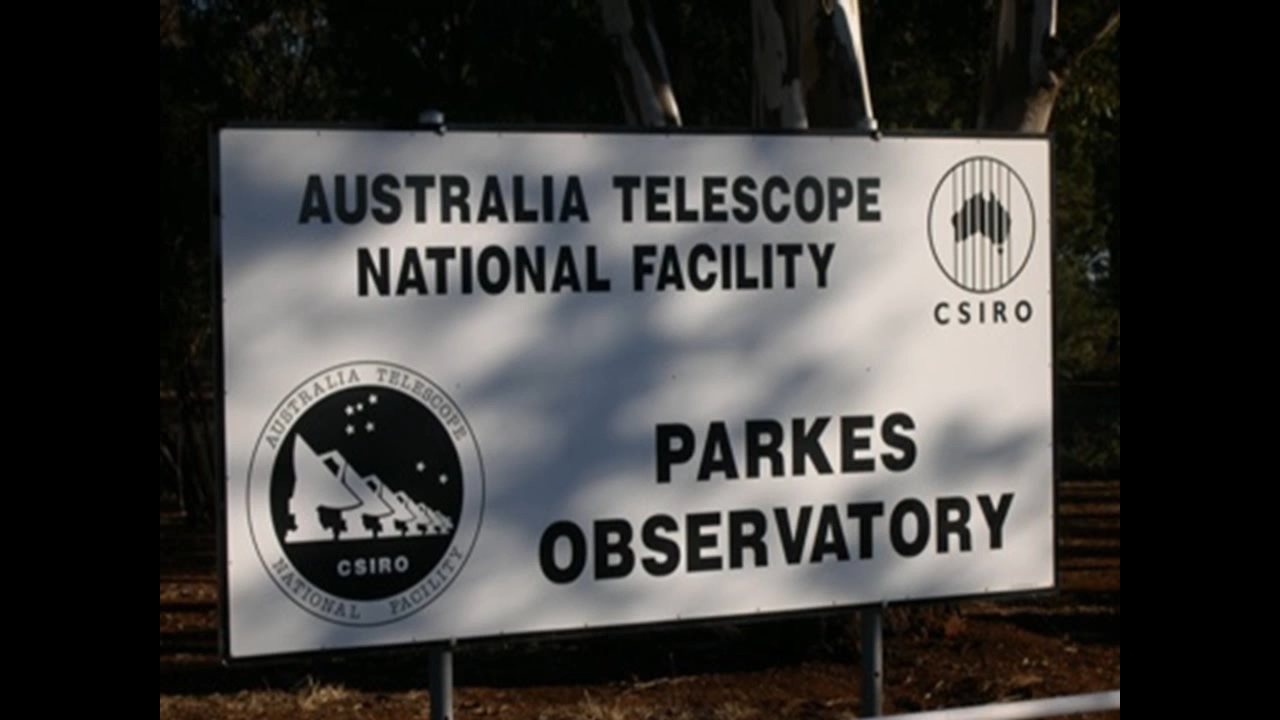 AUSTRALIA TELESCOPE
NATIONAL FACILITY
CSIRO
AUSTRALIA TELESCOPE
CSIRO
NATIONAL FACILITY
PARKES
OBSERVATORY